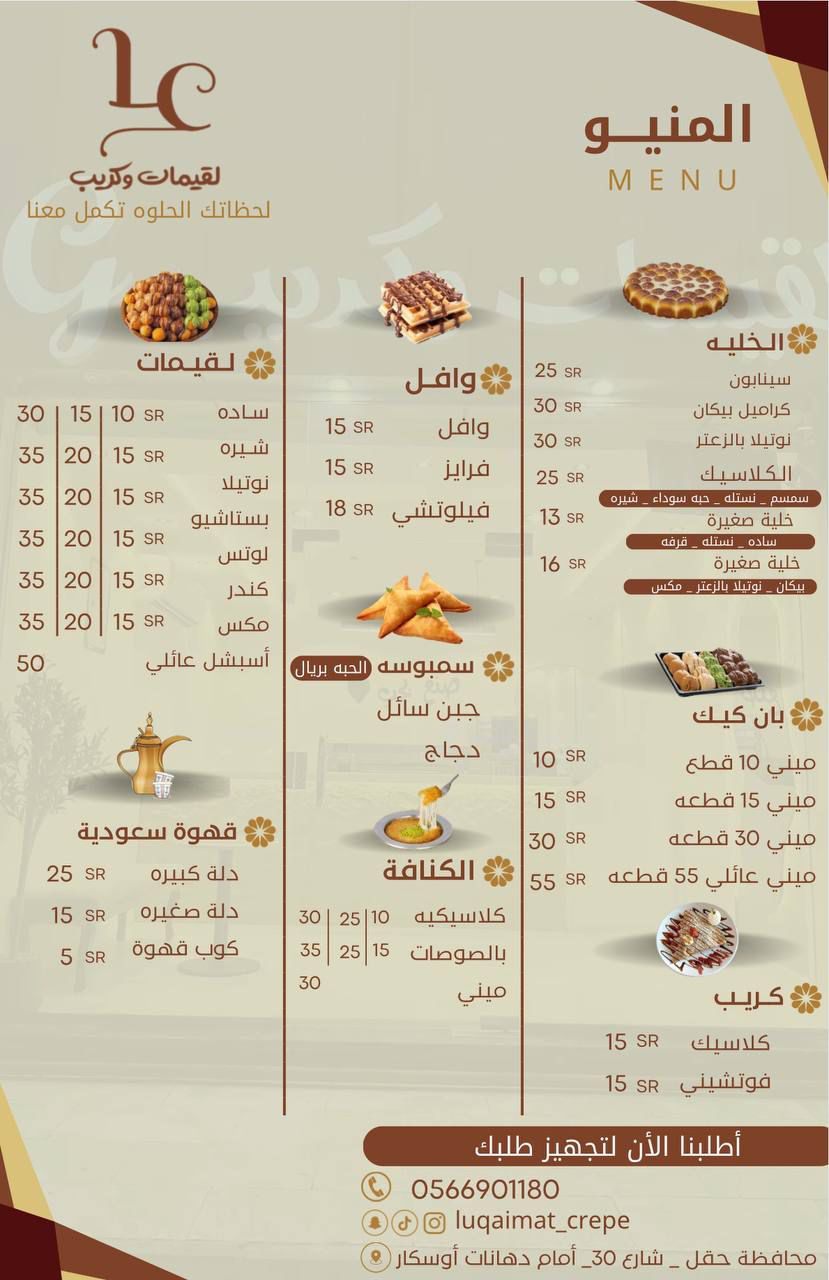 LC
لقيمات وكريب
لحظاتك الحلوه تكمل معنا
المنيــو
MENU
الخليه
سينابون 25 SR
كراميل بيكان 30 SR
نوتيلا بالزعتر 30 SR
الكلاسيك 25 SR
سمسم _ نستله _ حبه سوداء _ شيره
خلية صغيرة 13 SR
ساده _ نستله _ قرفه
خلية صغيرة 16 SR
بيكان _ نوتيلا بالزعتر _ مكس
بان كيك
ميني 10 قطع 10 SR
ميني 15 قطعه 15 SR
ميني 30 قطعه 30 SR
ميني عائلي 55 قطعه 55 SR
كريب
كلاسيك 15 SR
فوتشيني 15 SR
وافل
وافل 15 SR
فرايز 15 SR
فيلوتشي 18 SR
سمبوسه الحبه بريال
جبن سائل
دجاج
الكنافة
كلاسيكيه 10 | 25 | 30
بالصوصات 15 | 25 | 35
ميني 30
لقيمات
ساده 10 SR | 15 | 30
شيره 15 SR | 20 | 35
نوتيلا 15 SR | 20 | 35
بستاشيو 15 SR | 20 | 35
لوتس 15 SR | 20 | 35
كندر 15 SR | 20 | 35
مكس
أسبشل عائلي 50
قهوة سعودية
دلة كبيره 25 SR
دلة صغيره 15 SR
كوب قهوة 5 SR
أطلبنا الأن لتجهيز طلبك
0566901180
luqaimat_crepe
محافظة حقل _ شارع 30_ أمام دهانات أوسكار